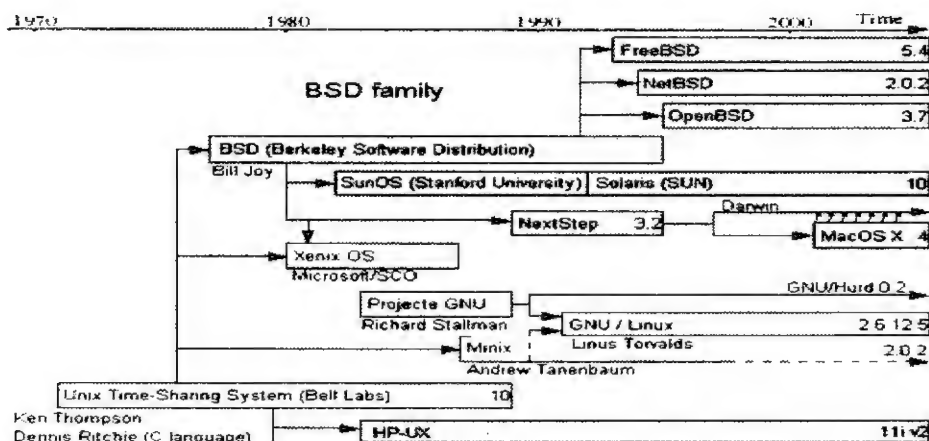 1970 1980 1990 2000 Time
FreeBSD 5.4
BSD family
NetBSD 2.0.2
OpenBSD 3.7
BSD (Berkeley Software Distribution)
Bill Joy
SunOS (Stanford University) Solaris (SUN) 10
Darwin
NextStep 3.2
MacOS X 4
Xenix OS
Microsoft/SCO
GNU/Hurd 0.2
Projecte GNU
Richard Stallman
GNU / Linux 2.6.12.5
Linus Torvalds
Minix 2.0.2
Andrew Tanenbaum
Unix Time-Sharing System (Bell Labs) 10
Ken Thompson
Dennis Ritchie (C language)
HP-UX 11i v2